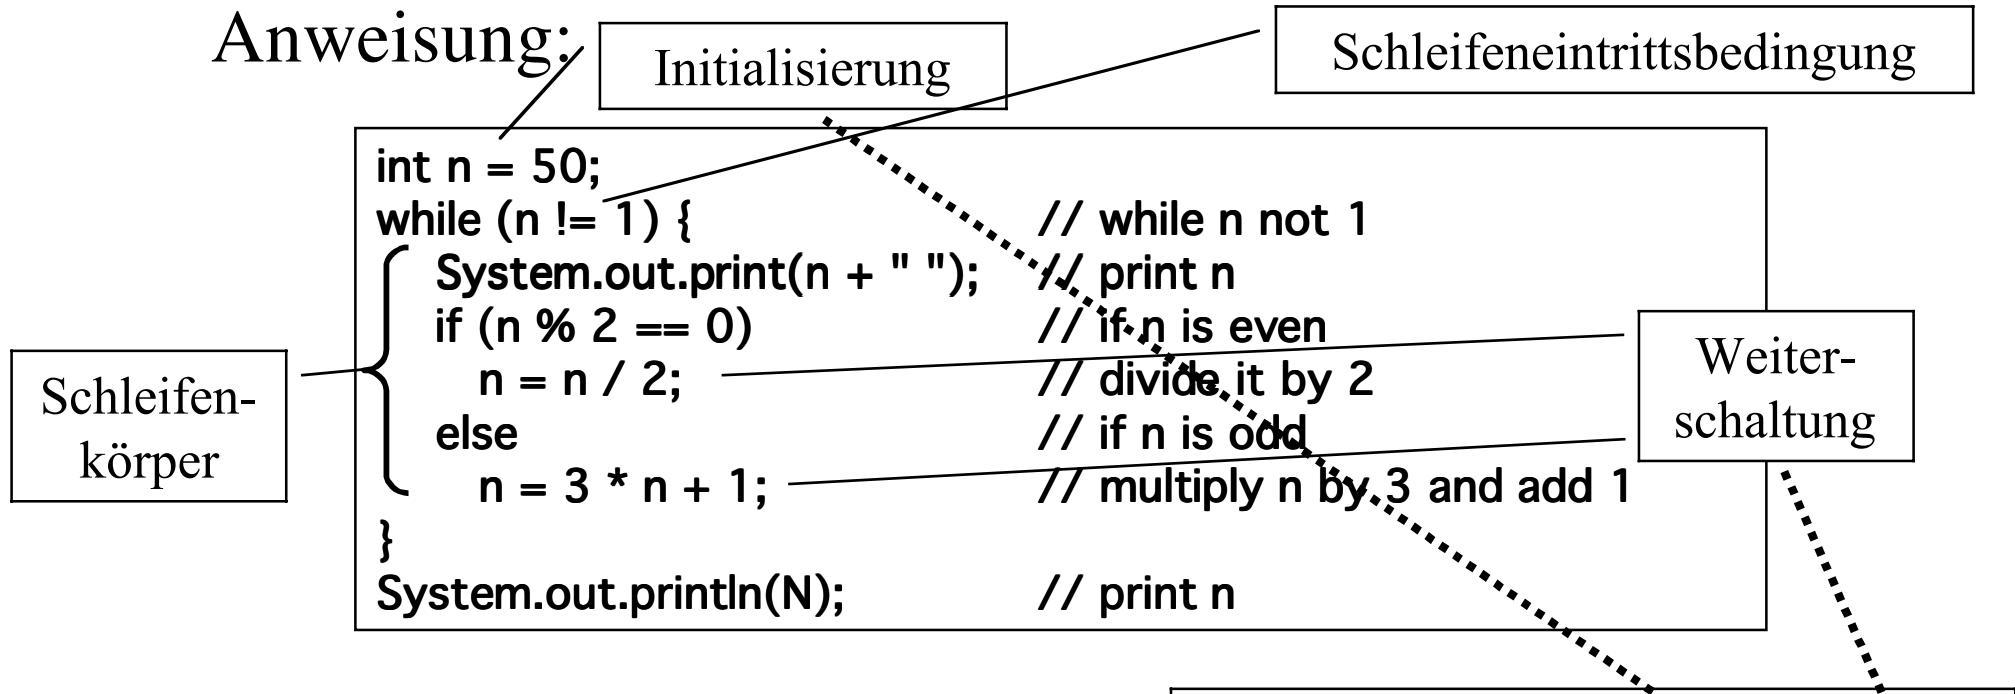 Anweisung:
Initialisierung
Schleifeneintrittsbedingung
int n = 50;
while (n != 1) { // while n not 1
System.out.print(n + " "); // print n
if (n % 2 == 0) // if n is even
n = n / 2; // divide it by 2
else // if n is odd
n = 3 * n + 1; // multiply n by 3 and add 1
}
System.out.println(N); // print n
Schleifen-
körper
Weiter-
schaltung